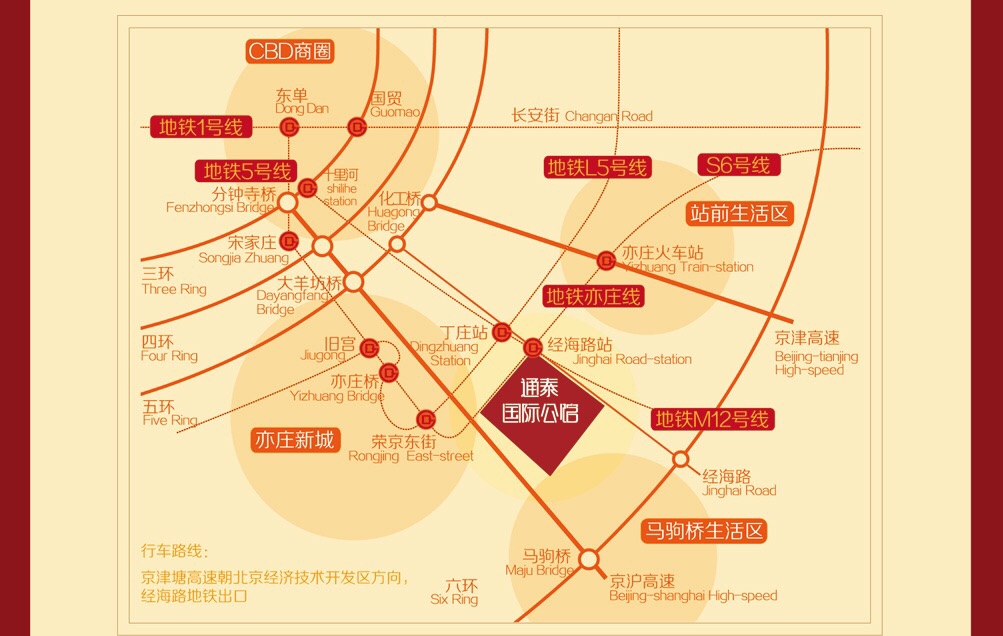 CBD商圈
东单
Dong Dan
国贸
Guomao
长安街 Changan Road
地铁1号线
地铁5号线
地铁L5号线
S6号线
十里河
shilihe
station
分钟寺桥
Fenzhongsi Bridge
化工桥
Huagong
Bridge
站前生活区
宋家庄
Songjia Zhuang
亦庄火车站
Yizhuang Train-station
三环
Three Ring
大羊坊桥
Dayangfang
Bridge
地铁亦庄线
四环
Four Ring
旧宫
Jiugong
丁庄站
Dingzhuang
Station
经海路站
Jinghai Road-station
京津高速
Beijing-tianjing
High-speed
亦庄桥
Yizhuang Bridge
通泰
国际公馆
五环
Five Ring
地铁M12号线
亦庄新城
荣京东街
Rongjing East-street
经海路
Jinghai Road
马驹桥生活区
行车路线：
京津塘高速朝北京经济技术开发区方向，
经海路地铁出口
马驹桥
Maju Bridge
六环
Six Ring
京沪高速
Beijing-shanghai High-speed